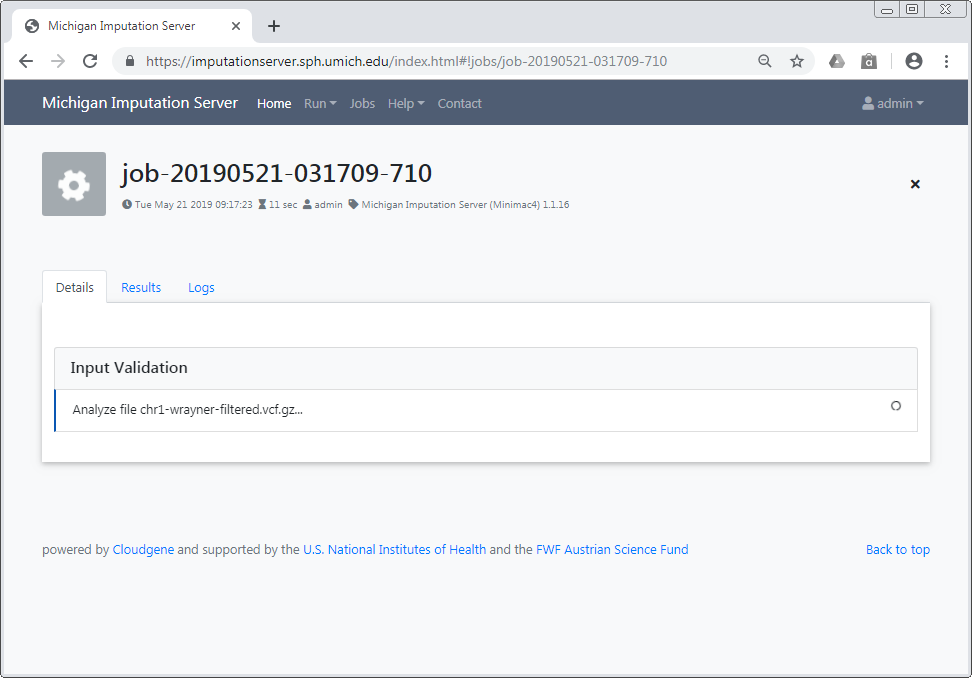 Michigan Imputation Server
https://imputationserver.sph.umich.edu/index.html#!jobs/job-20190521-031709-710
Michigan Imputation Server Home Run Jobs Help Contact admin
job-20190521-031709-710
Tue May 21 2019 09:17:23 11 sec admin Michigan Imputation Server (Minimac4) 1.1.16
Details Results Logs
Input Validation
Analyze file chr1-wrayner-filtered.vcf.gz...
powered by Cloudgene and supported by the U.S. National Institutes of Health and the FWF Austrian Science Fund Back to top